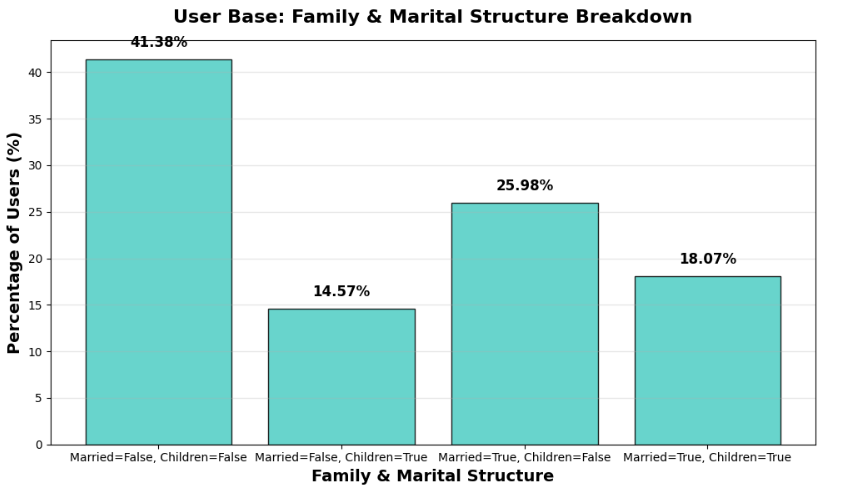 User Base: Family & Marital Structure Breakdown
41.38%
25.98%
18.07%
14.57%
Percentage of Users (%)
40
35
30
25
20
15
10
5
0
Married=False, Children=False
Married=False, Children=True
Married=True, Children=False
Married=True, Children=True
Family & Marital Structure